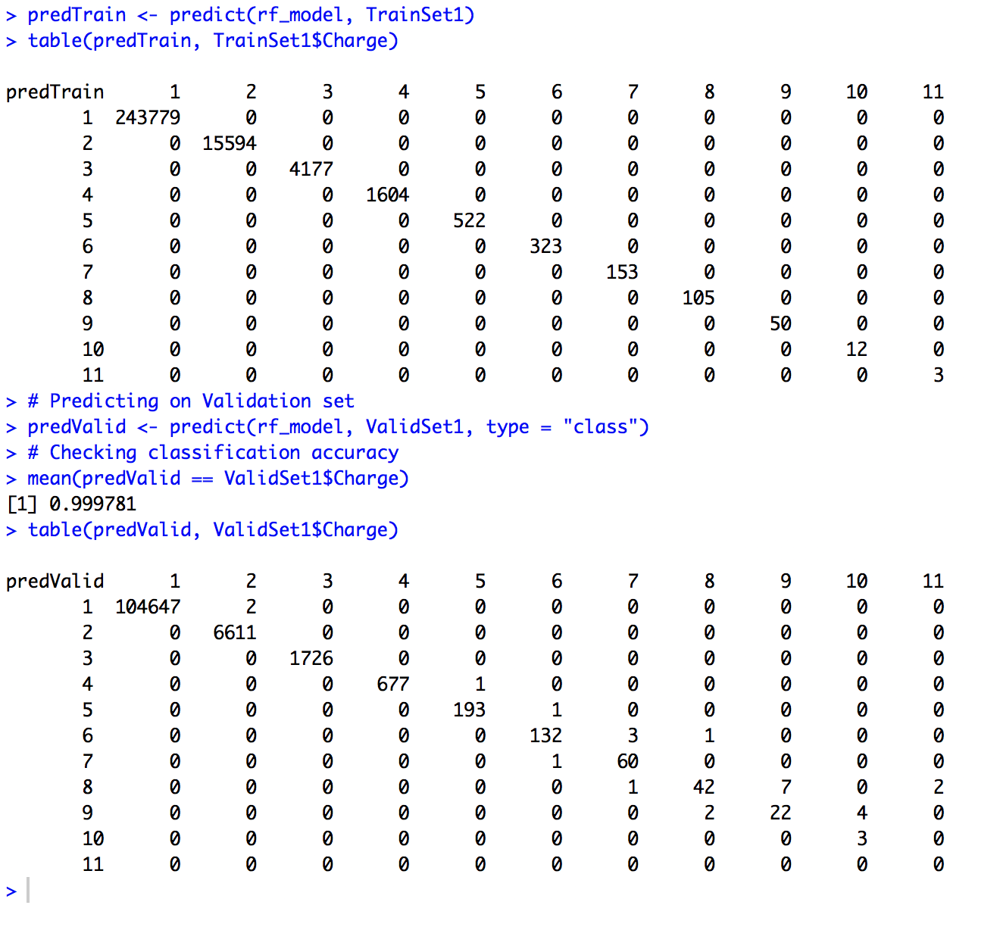 > predTrain <- predict(rf_model, TrainSet1)
> table(predTrain, TrainSet1$Charge)
predTrain 1 2 3 4 5 6 7 8 9 10 11
1 243779 0 0 0 0 0 0 0 0 0 0
2 0 15594 0 0 0 0 0 0 0 0 0
3 0 0 4177 0 0 0 0 0 0 0 0
4 0 0 0 1604 0 0 0 0 0 0 0
5 0 0 0 0 522 0 0 0 0 0 0
6 0 0 0 0 0 323 0 0 0 0 0
7 0 0 0 0 0 0 153 0 0 0 0
8 0 0 0 0 0 0 0 105 0 0 0
9 0 0 0 0 0 0 0 0 50 0 0
10 0 0 0 0 0 0 0 0 0 12 0
11 0 0 0 0 0 0 0 0 0 0 3
> # Predicting on Validation set
> predValid <- predict(rf_model, ValidSet1, type = "class")
> # Checking classification accuracy
> mean(predValid == ValidSet1$Charge)
[1] 0.999781
> table(predValid, ValidSet1$Charge)
predValid 1 2 3 4 5 6 7 8 9 10 11
1 104647 2 0 0 0 0 0 0 0 0 0
2 0 6611 0 0 0 0 0 0 0 0 0
3 0 0 1726 0 0 0 0 0 0 0 0
4 0 0 0 677 1 0 0 0 0 0 0
5 0 0 0 0 193 1 0 0 0 0 0
6 0 0 0 0 0 132 3 1 0 0 0
7 0 0 0 0 0 1 60 0 0 0 0
8 0 0 0 0 0 0 1 42 7 0 2
9 0 0 0 0 0 0 0 2 22 4 0
10 0 0 0 0 0 0 0 0 0 3 0
11 0 0 0 0 0 0 0 0 0 0 0
>